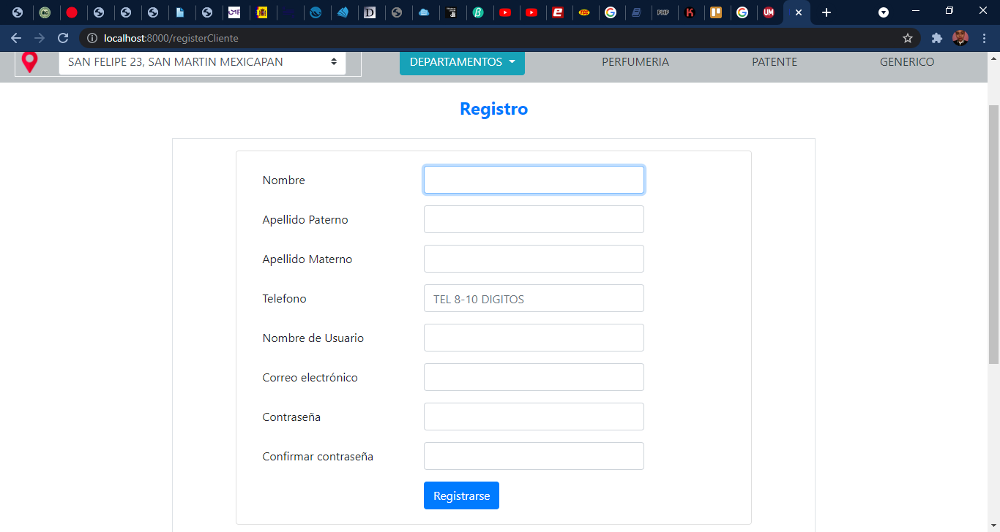 localhost:8000/registerCliente
SAN FELIPE 23, SAN MARTIN MEXICAPAN
DEPARTAMENTOS
PERFUMERIA
PATENTE
GENERICO
Registro
Nombre
Apellido Paterno
Apellido Materno
Telefono
TEL 8-10 DIGITOS
Nombre de Usuario
Correo electrónico
Contraseña
Confirmar contraseña
Registrarse